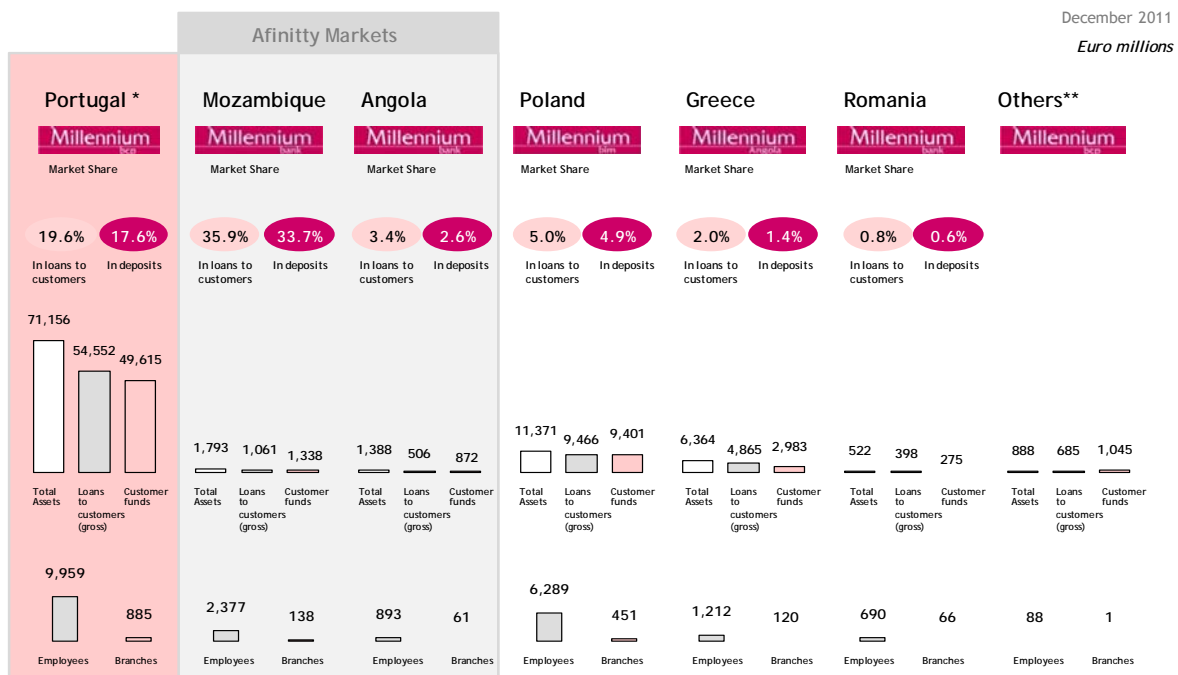 December 2011
Afinitty Markets
Euro millions
Portugal * Mozambique Angola Poland Greece Romania Others**
Millennium Millennium Millennium Millennium Millennium Millennium Millennium
bcp bank bank bim Angola bank bcp
Market Share Market Share Market Share Market Share Market Share Market Share
19.6% 17.6% 35.9% 33.7% 3.4% 2.6% 5.0% 4.9% 2.0% 1.4% 0.8% 0.6%
In loans to In deposits In loans to In deposits In loans to In deposits In loans to In deposits In loans to In deposits In loans to In deposits
customers customers customers customers customers customers
71,156
54,552 49,615
11,371 9,466 9,401
1,793 1,061 1,338 1,388 506 872 6,364 4,865 2,983 522 398 275 888 685 1,045
Total Loans Customer Total Loans Customer Total Loans Customer Total Loans Customer Total Loans Customer Total Loans Customer Total Loans Customer
Assets to funds Assets to funds Assets to funds Assets to funds Assets to funds Assets to funds Assets to funds
customers customers customers customers customers customers customers
(gross) (gross) (gross) (gross) (gross) (gross) (gross)
9,959
6,289
885 2,377 138 893 61 451 1,212 120 690 66 88 1
Employees Branches Employees Branches Employees Branches Employees Branches Employees Branches Employees Branches Employees Branches